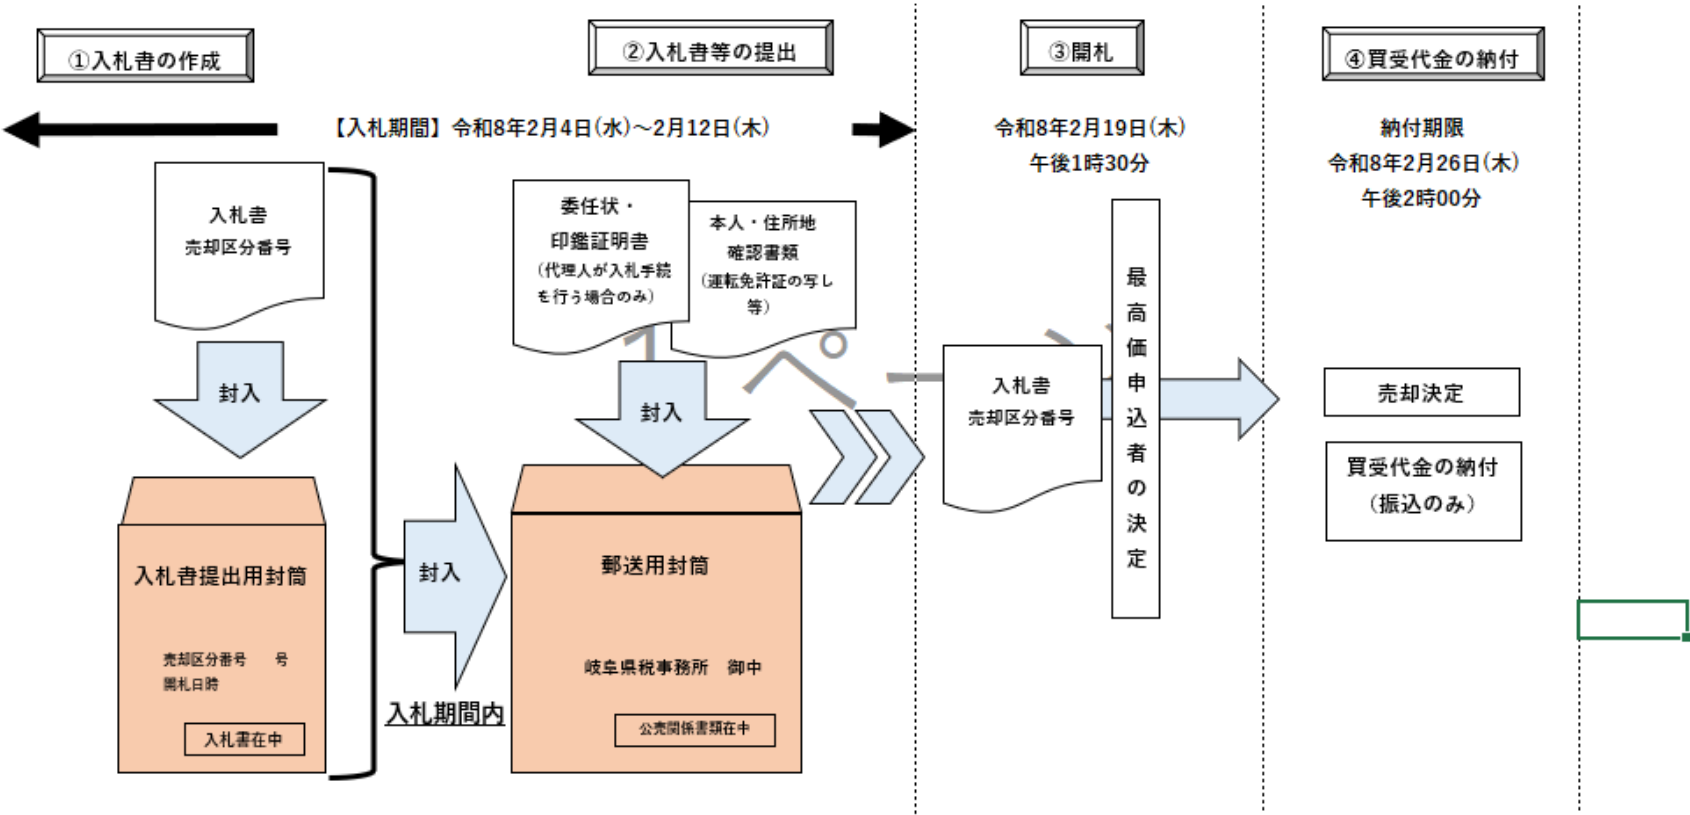 ①入札書の作成
②入札書等の提出
③開札
④買受代金の納付
【入札期間】令和8年2月4日(水)～2月12日(木)
令和8年2月19日(木)
午後1時30分
納付期限
令和8年2月26日(木)
午後2時00分
入札書
売却区分番号
封入
入札書提出用封筒
売却区分番号　号
開札日時
入札書在中
封入
入札期間内
委任状・
印鑑証明書
（代理人が入札手続
を行う場合のみ）
本人・住所地
確認書類
（運転免許証の写し
等）
封入
郵送用封筒
岐阜県税事務所　御中
公売関係書類在中
入札書
売却区分番号
最高価申込者の決定
売却決定
買受代金の納付
（振込のみ）
1 ページ